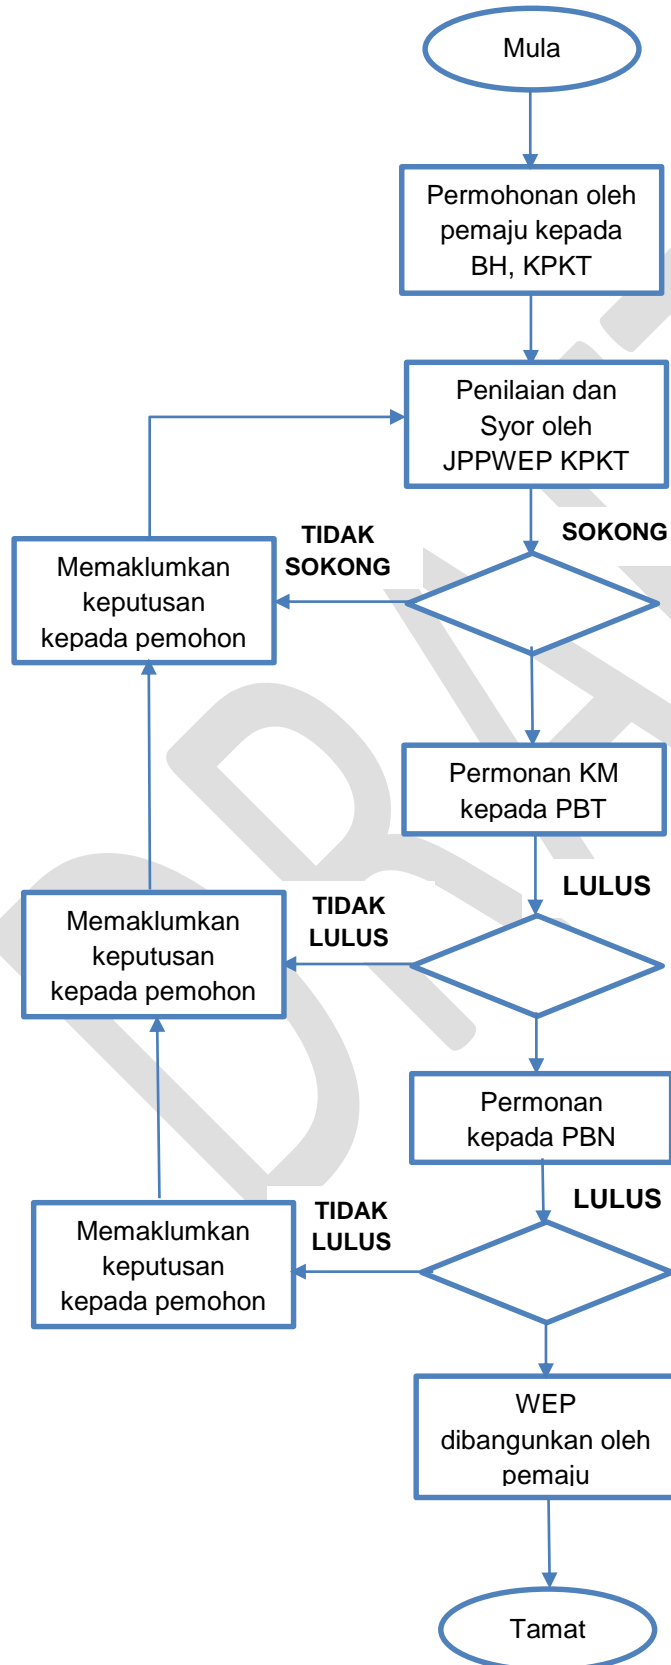 Mula
Permohonan oleh
pemaju kepada
BH, KPKT
Penilaian dan
Syor oleh
JPPWEP KPKT
TIDAK
SOKONG
SOKONG
Memaklumkan
keputusan
kepada pemohon
Permonan KM
kepada PBT
LULUS
TIDAK
LULUS
Memaklumkan
keputusan
kepada pemohon
Permonan
kepada PBN
LULUS
TIDAK
LULUS
Memaklumkan
keputusan
kepada pemohon
WEP
dibangunkan oleh
pemaju
Tamat